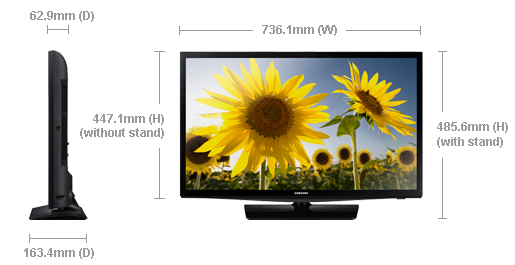 62.9mm (D)
736.1mm (W)
447.1mm (H)
(without stand)
485.6mm (H)
(with stand)
SAMSUNG
163.4mm (D)